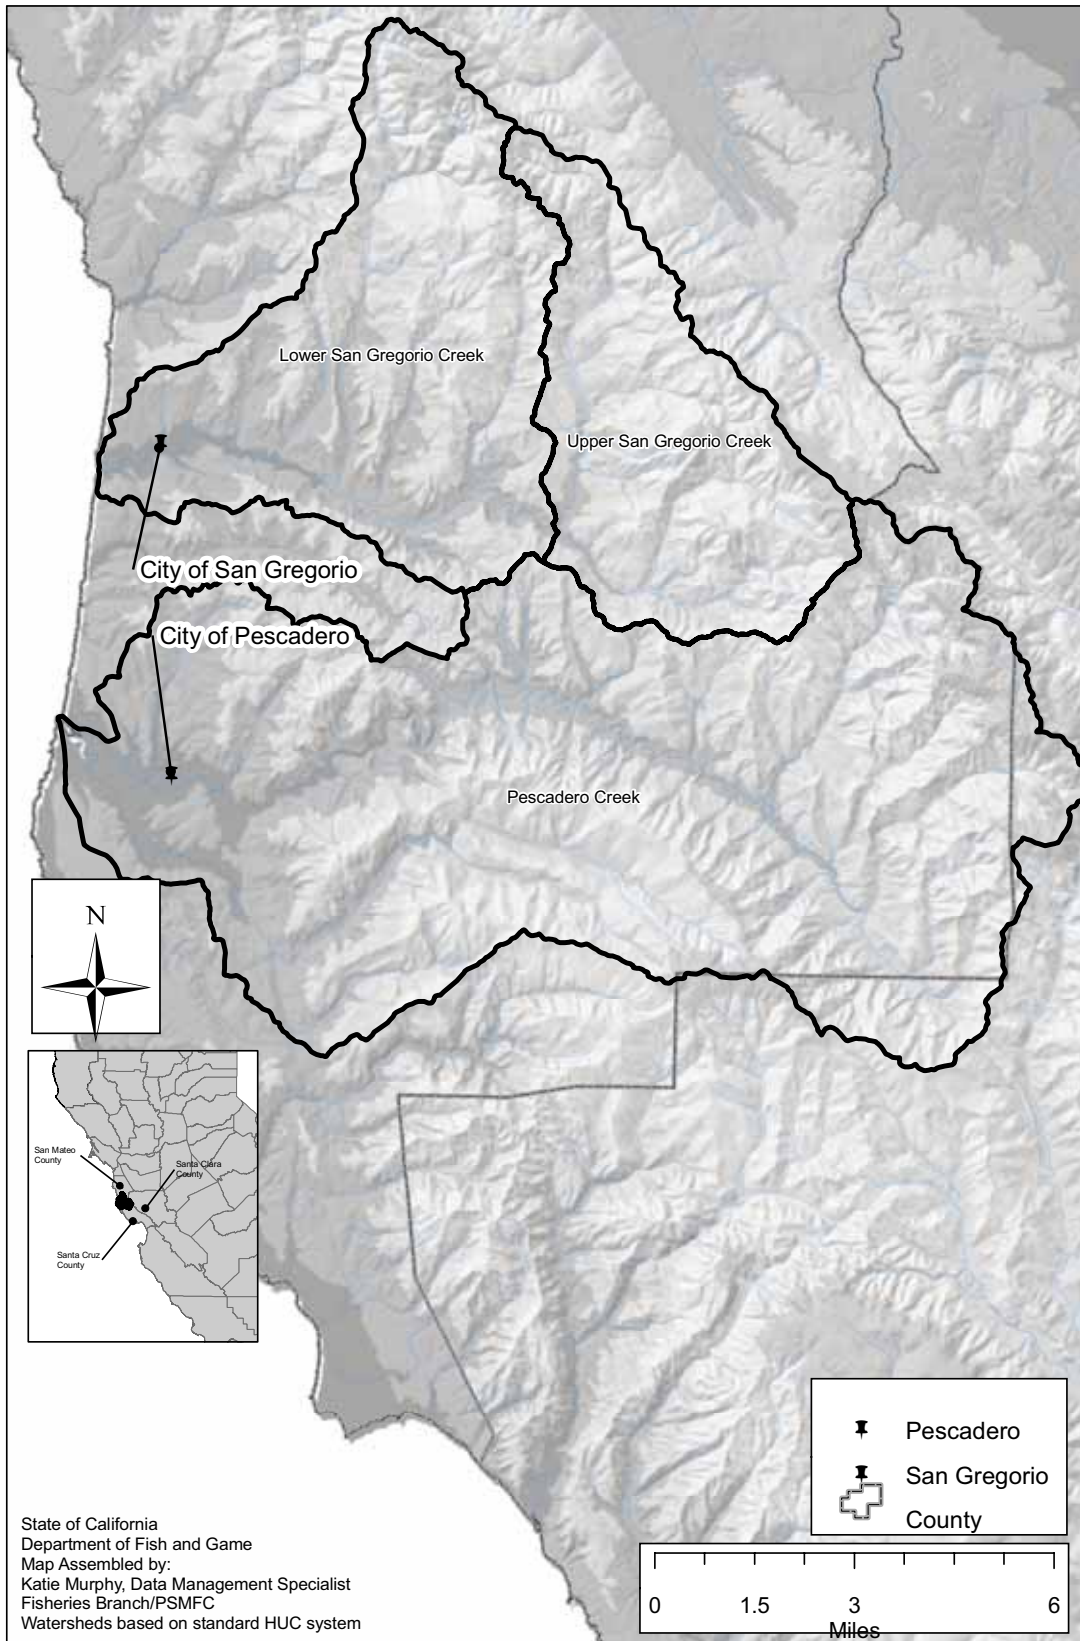 Lower San Gregorio Creek
Upper San Gregorio Creek
City of San Gregorio
City of Pescadero
Pescadero Creek
N
San Mateo
County
Santa Clara
County
Santa Cruz
County
Pescadero
San Gregorio
County
State of California
Department of Fish and Game
Map Assembled by:
Katie Murphy, Data Management Specialist
Fisheries Branch/PSMFC
Watersheds based on standard HUC system
0 1.5 3 6
Miles